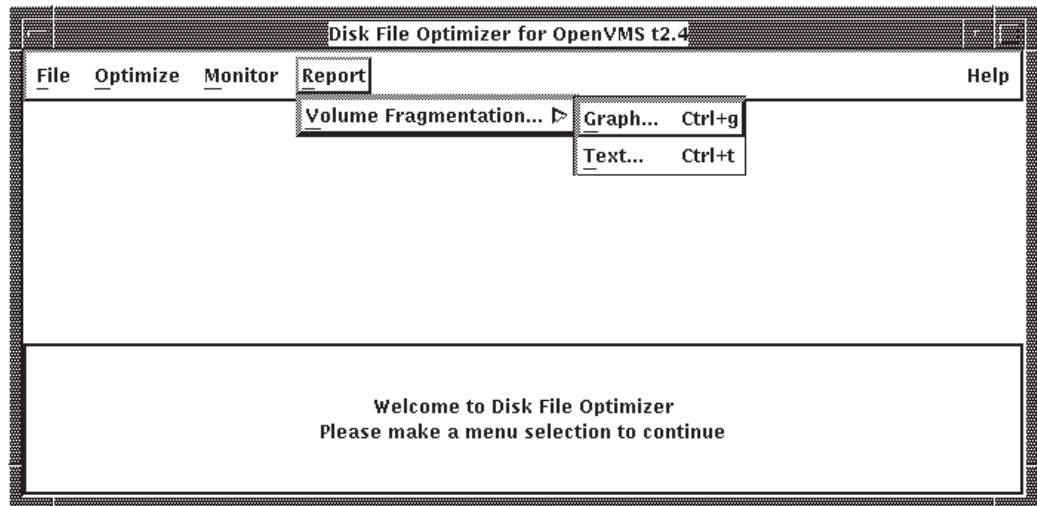 Disk File Optimizer for OpenVMS t2.4
File Optimize Monitor Report Help
Volume Fragmentation... Graph... Ctrl+g
Text... Ctrl+t
Welcome to Disk File Optimizer
Please make a menu selection to continue